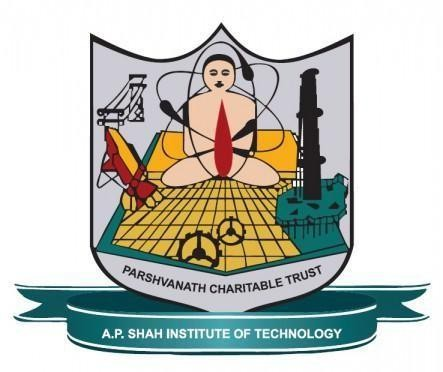 PARSHVANATH CHARITABLE TRUST
A.P. SHAH INSTITUTE OF TECHNOLOGY